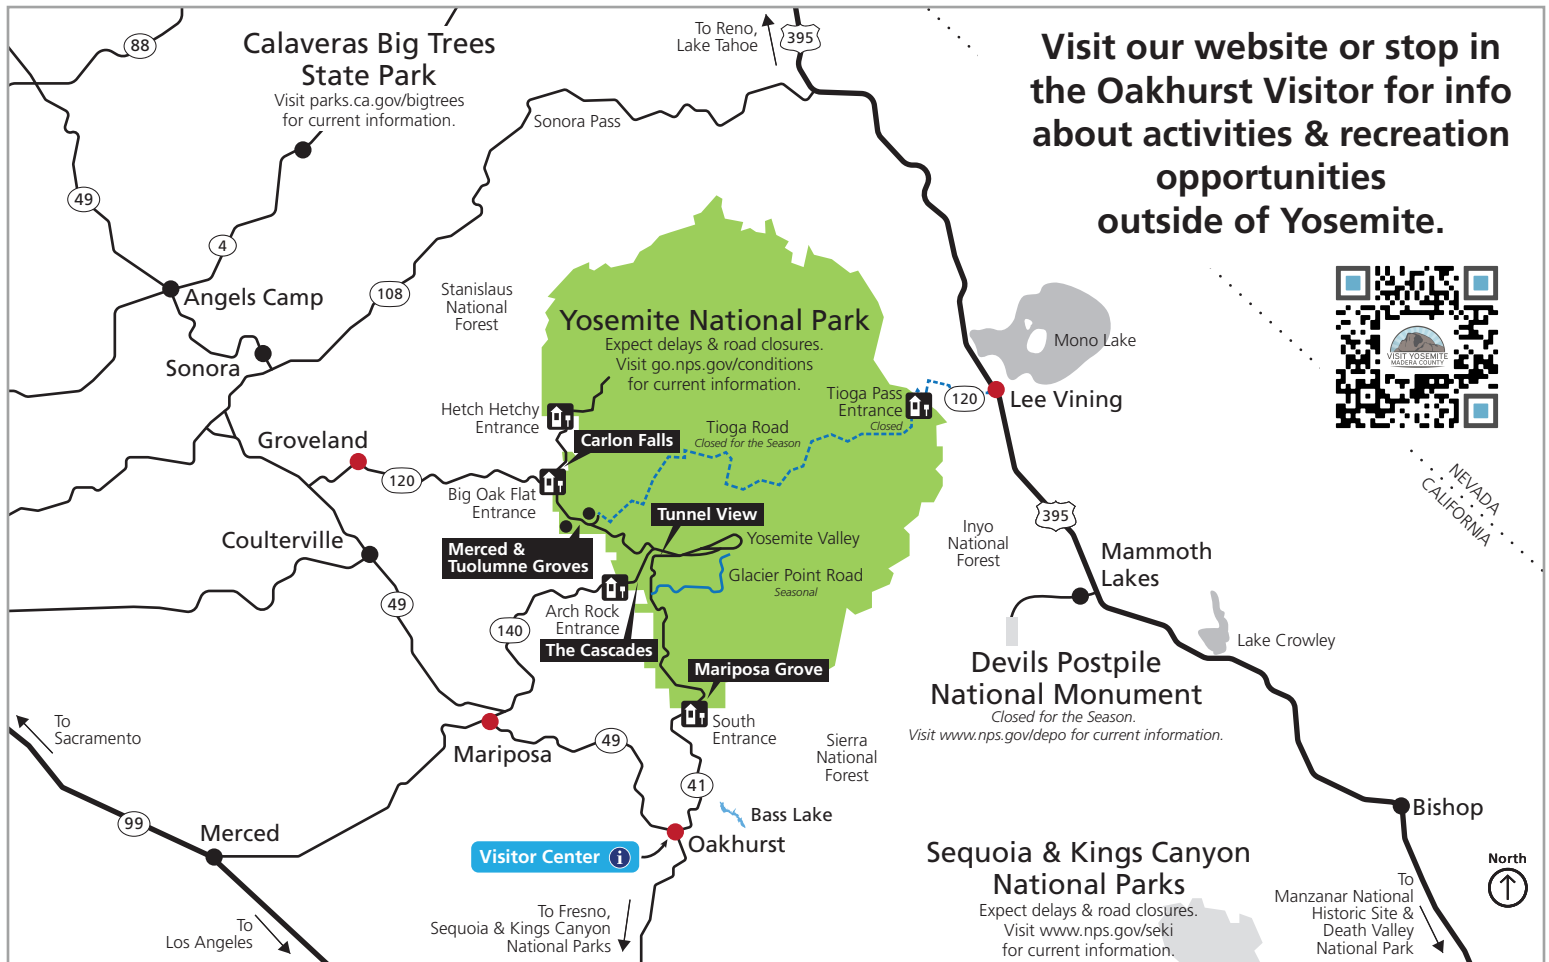 88
Calaveras Big Trees
State Park
Visit parks.ca.gov/bigtrees
for current information.
To Reno,
Lake Tahoe
395
Visit our website or stop in
the Oakhurst Visitor for info
about activities & recreation
opportunities
outside of Yosemite.
Sonora Pass
49
4
Angels Camp
108
Stanislaus
National
Forest
Sonora
Yosemite National Park
Expect delays & road closures.
Visit go.nps.gov/conditions
for current information.
Mono Lake
VISIT YOSEMITE
MADERA COUNTY
Hetch Hetchy
Entrance
Tioga Pass
Entrance
Closed
120
Lee Vining
Tioga Road
Closed for the Season
Carlon Falls
Groveland
120
Big Oak Flat
Entrance
Tunnel View
395
NEVADA
CALIFORNIA
Inyo
National
Forest
Coulterville
Merced &
Tuolumne Groves
Yosemite Valley
Glacier Point Road
Seasonal
Mammoth
Lakes
49
140
Arch Rock
Entrance
The Cascades
Mariposa Grove
Lake Crowley
Devils Postpile
National Monument
Closed for the Season.
Visit www.nps.gov/depo for current information.
To
Sacramento
Mariposa
49
South
Entrance
Sierra
National
Forest
41
Bass Lake
99
Merced
Visitor Center
i
Oakhurst
Bishop
Sequoia & Kings Canyon
National Parks
Expect delays & road closures.
Visit www.nps.gov/seki
for current information.
To
Manzanar National
Historic Site &
Death Valley
National Park
North
To
Los Angeles
To Fresno,
Sequoia & Kings Canyon
National Parks